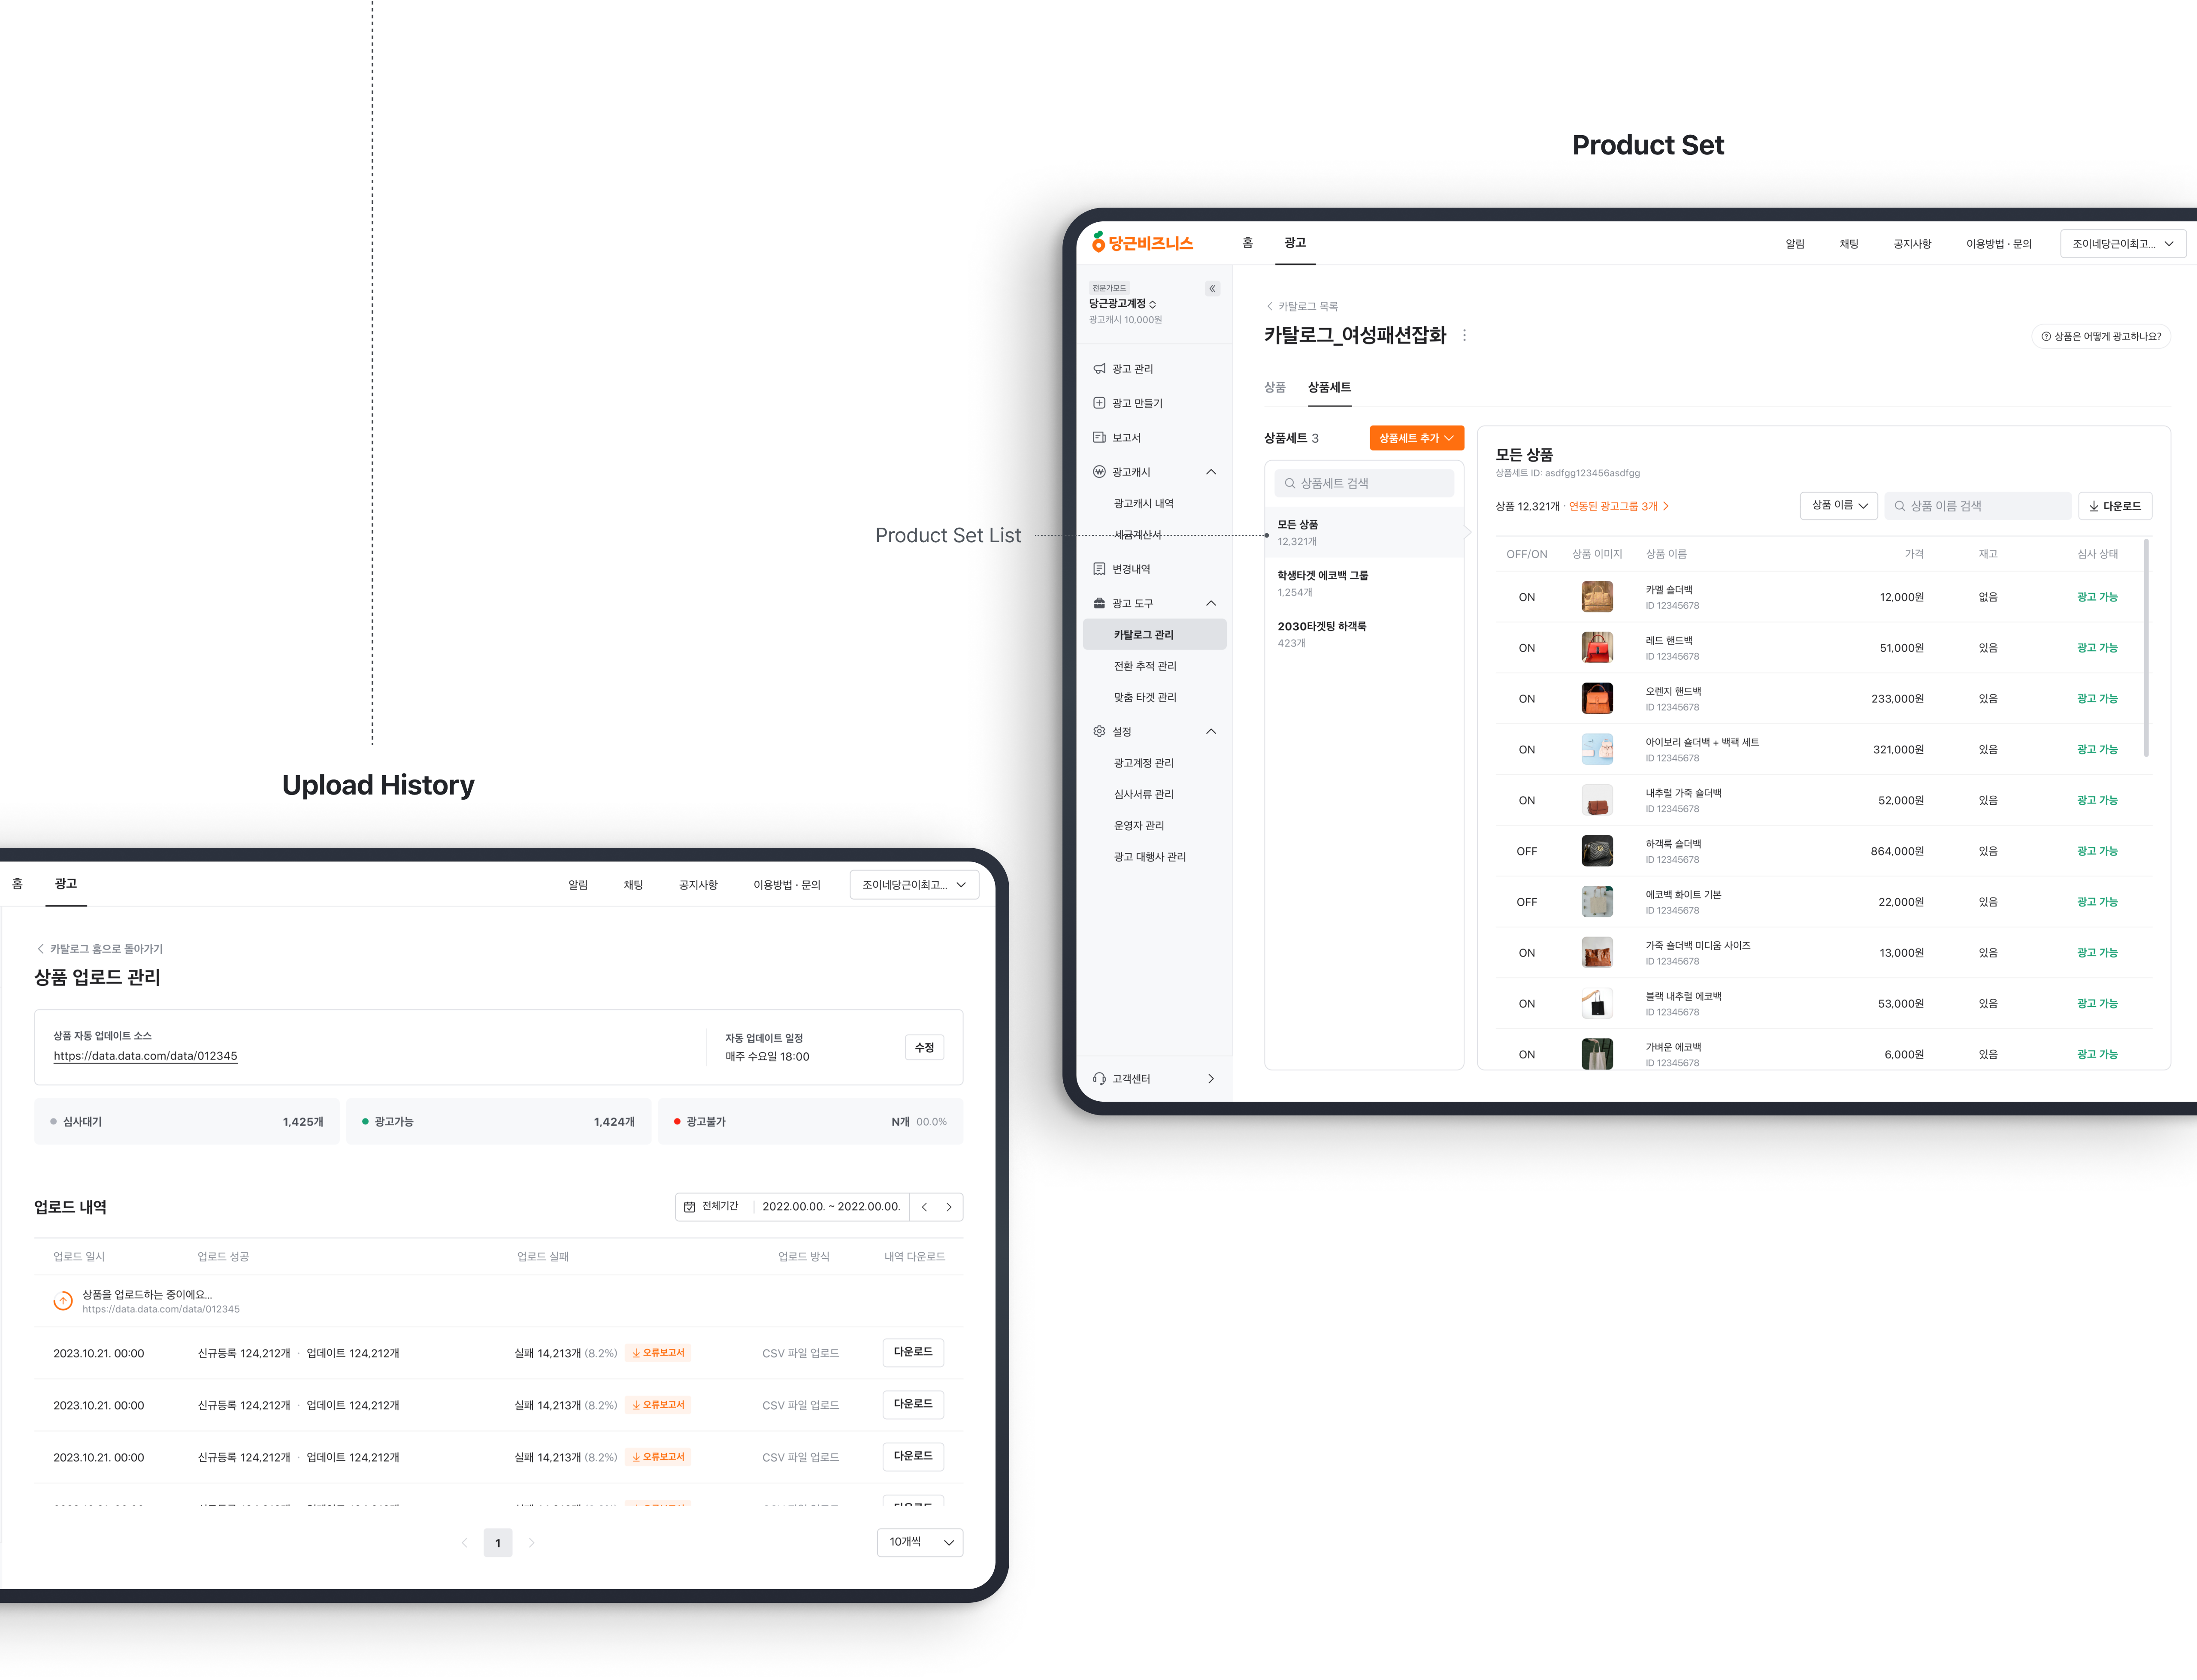 Product Set
당근비즈니스
홈
광고
알림
채팅
공지사항
이용방법 · 문의
조이네당근이최고...
전문가모드
당근광고계정
광고캐시 10,000원
광고 관리
광고 만들기
보고서
광고캐시
광고캐시 내역
세금계산서
변경내역
광고 도구
카탈로그 관리
전환 추적 관리
맞춤 타겟 관리
설정
광고계정 관리
심사서류 관리
운영자 관리
광고 대행사 관리
고객센터
카탈로그 목록
카탈로그_여성패션잡화
상품은 어떻게 광고하나요?
상품
상품세트
상품세트 3
상품세트 추가
상품세트 검색
Product Set List
모든 상품
12,321개
학생타겟 에코백 그룹
1,254개
2030타겟팅 하객룩
423개
모든 상품
상품세트 ID: asdfgg123456asdfgg
상품 12,321개 · 연동된 광고그룹 3개
상품 이름
상품 이름 검색
다운로드
OFF/ON 상품 이미지 상품 이름 가격 재고 심사 상태
ON 카멜 숄더백 12,000원 없음 광고 가능
ID 12345678
ON 레드 핸드백 51,000원 있음 광고 가능
ID 12345678
ON 오렌지 핸드백 233,000원 있음 광고 가능
ID 12345678
ON 아이보리 숄더백 + 백팩 세트 321,000원 있음 광고 가능
ID 12345678
ON 내추럴 가죽 숄더백 52,000원 있음 광고 가능
ID 12345678
OFF 하객룩 숄더백 864,000원 있음 광고 가능
ID 12345678
OFF 에코백 화이트 기본 22,000원 있음 광고 가능
ID 12345678
ON 가죽 숄더백 미디움 사이즈 13,000원 있음 광고 가능
ID 12345678
ON 블랙 내추럴 에코백 53,000원 있음 광고 가능
ID 12345678
ON 가벼운 에코백 6,000원 있음 광고 가능
ID 12345678
Upload History
홈
광고
알림
채팅
공지사항
이용방법 · 문의
조이네당근이최고...
카탈로그 홈으로 돌아가기
상품 업로드 관리
상품 자동 업데이트 소스
https://data.data.com/data/012345
자동 업데이트 일정
매주 수요일 18:00
수정
심사대기 1,425개
광고가능 1,424개
광고불가 N개 00.0%
업로드 내역
전체기간 2022.00.00. ~ 2022.00.00.
업로드 일시 업로드 성공 업로드 실패 업로드 방식 내역 다운로드
상품을 업로드하는 중이에요...
https://data.data.com/data/012345
2023.10.21. 00:00 신규등록 124,212개 · 업데이트 124,212개 실패 14,213개 (8.2%) 오류보고서 CSV 파일 업로드 다운로드
2023.10.21. 00:00 신규등록 124,212개 · 업데이트 124,212개 실패 14,213개 (8.2%) 오류보고서 CSV 파일 업로드 다운로드
2023.10.21. 00:00 신규등록 124,212개 · 업데이트 124,212개 실패 14,213개 (8.2%) 오류보고서 CSV 파일 업로드 다운로드
1
10개씩